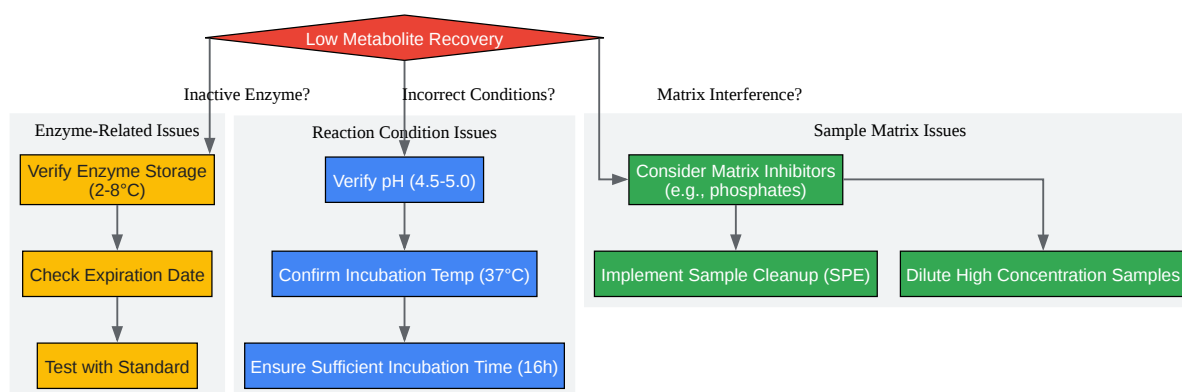 Low Metabolite Recovery
Inactive Enzyme?
Incorrect Conditions?
Matrix Interference?
Enzyme-Related Issues
Verify Enzyme Storage
(2-8°C)
Check Expiration Date
Test with Standard
Reaction Condition Issues
Verify pH (4.5-5.0)
Confirm Incubation Temp (37°C)
Ensure Sufficient Incubation Time (16h)
Sample Matrix Issues
Consider Matrix Inhibitors
(e.g., phosphates)
Implement Sample Cleanup (SPE)
Dilute High Concentration Samples